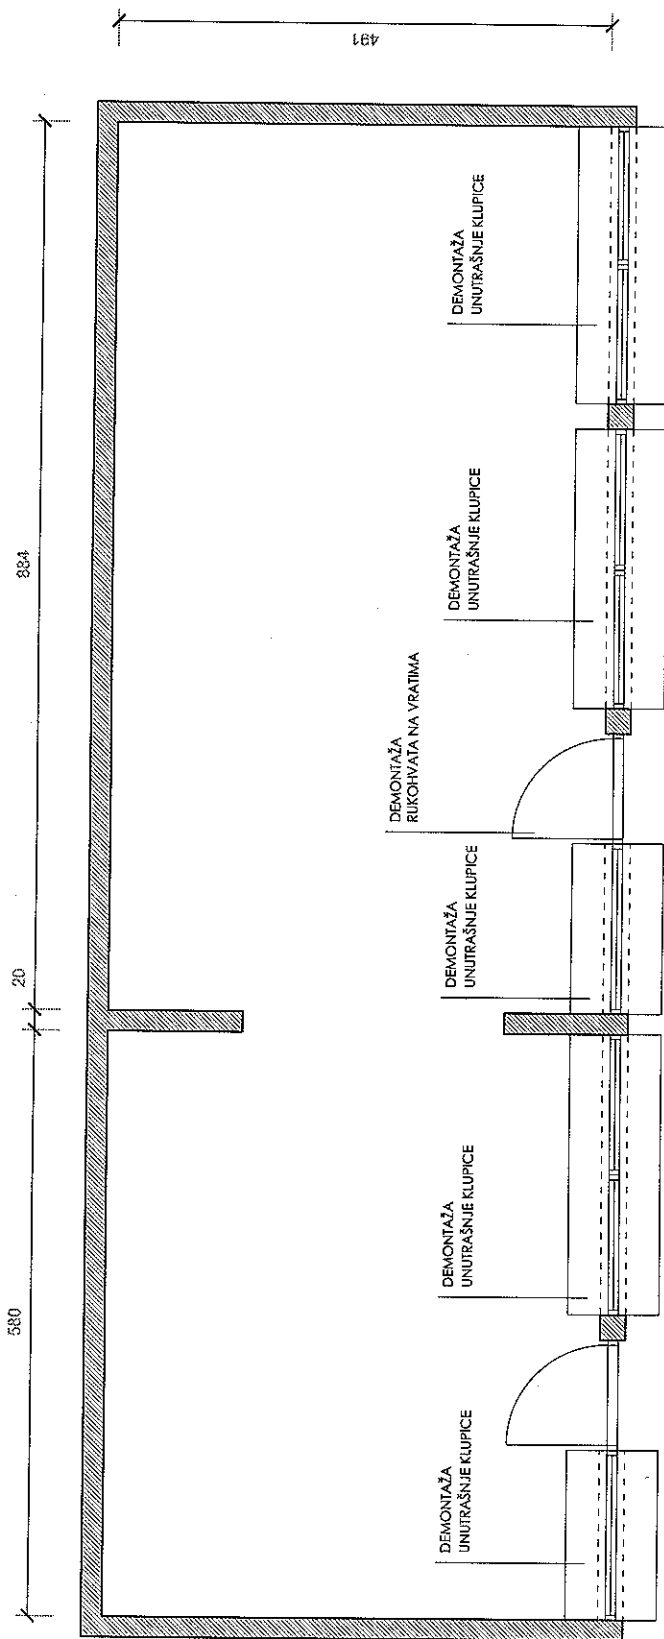 580
20
884
491
DEMONTAŽA
RUKOHVATA NA VRATIMA
DEMONTAŽA
UNUTRAŠNJE KLUPICE
DEMONTAŽA
UNUTRAŠNJE KLUPICE
DEMONTAŽA
UNUTRAŠNJE KLUPICE
DEMONTAŽA
UNUTRAŠNJE KLUPICE
DEMONTAŽA
UNUTRAŠNJE KLUPICE